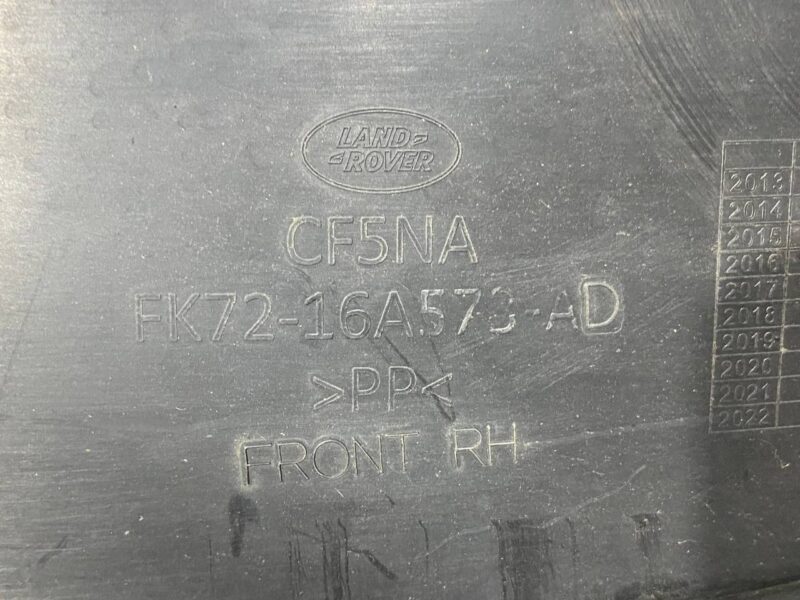 LAND
ROVER
CF5NA
FK72-16A573-AD
>PP<
FRONT RH
2013
2014
2015
2016
2017
2018
2019
2020
2021
2022